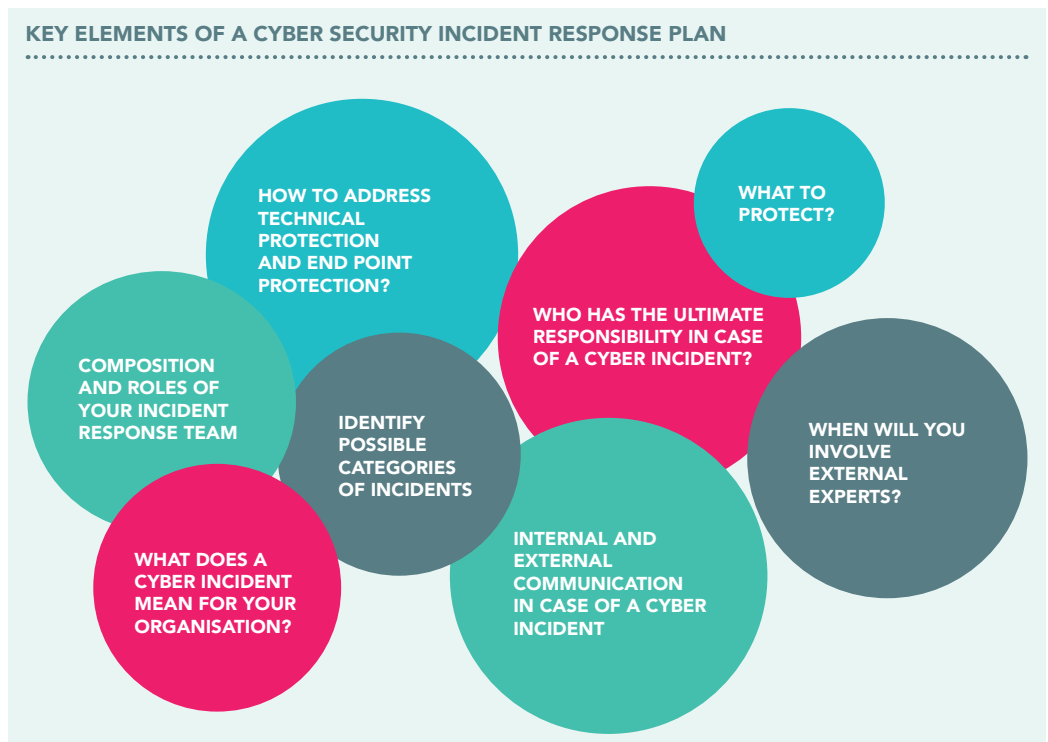 KEY ELEMENTS OF A CYBER SECURITY INCIDENT RESPONSE PLAN
HOW TO ADDRESS
TECHNICAL
PROTECTION
AND END POINT
PROTECTION?
WHAT TO
PROTECT?
WHO HAS THE ULTIMATE
RESPONSIBILITY IN CASE
OF A CYBER INCIDENT?
COMPOSITION
AND ROLES OF
YOUR INCIDENT
RESPONSE TEAM
IDENTIFY
POSSIBLE
CATEGORIES
OF INCIDENTS
WHEN WILL YOU
INVOLVE
EXTERNAL
EXPERTS?
WHAT DOES A
CYBER INCIDENT
MEAN FOR YOUR
ORGANISATION?
INTERNAL AND
EXTERNAL
COMMUNICATION
IN CASE OF A CYBER
INCIDENT